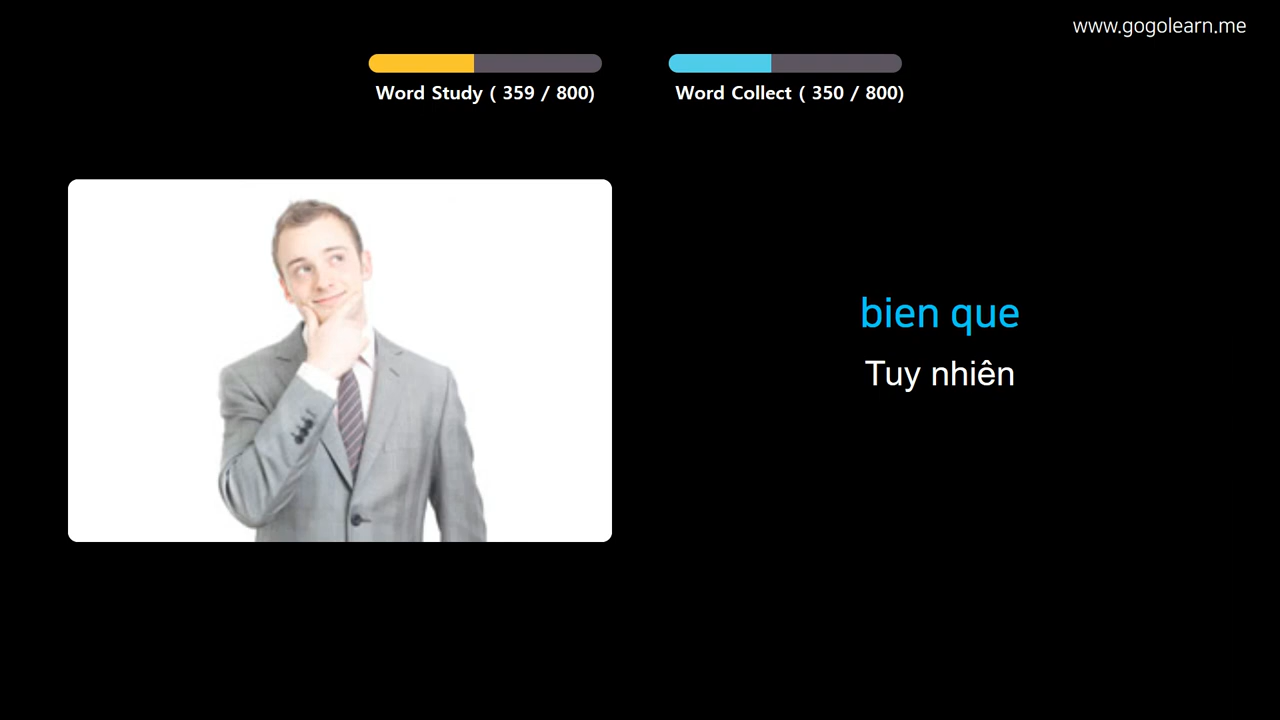 www.gogolearn.me
Word Study ( 359 / 800)
Word Collect ( 350 / 800)
bien que
Tuy nhiên